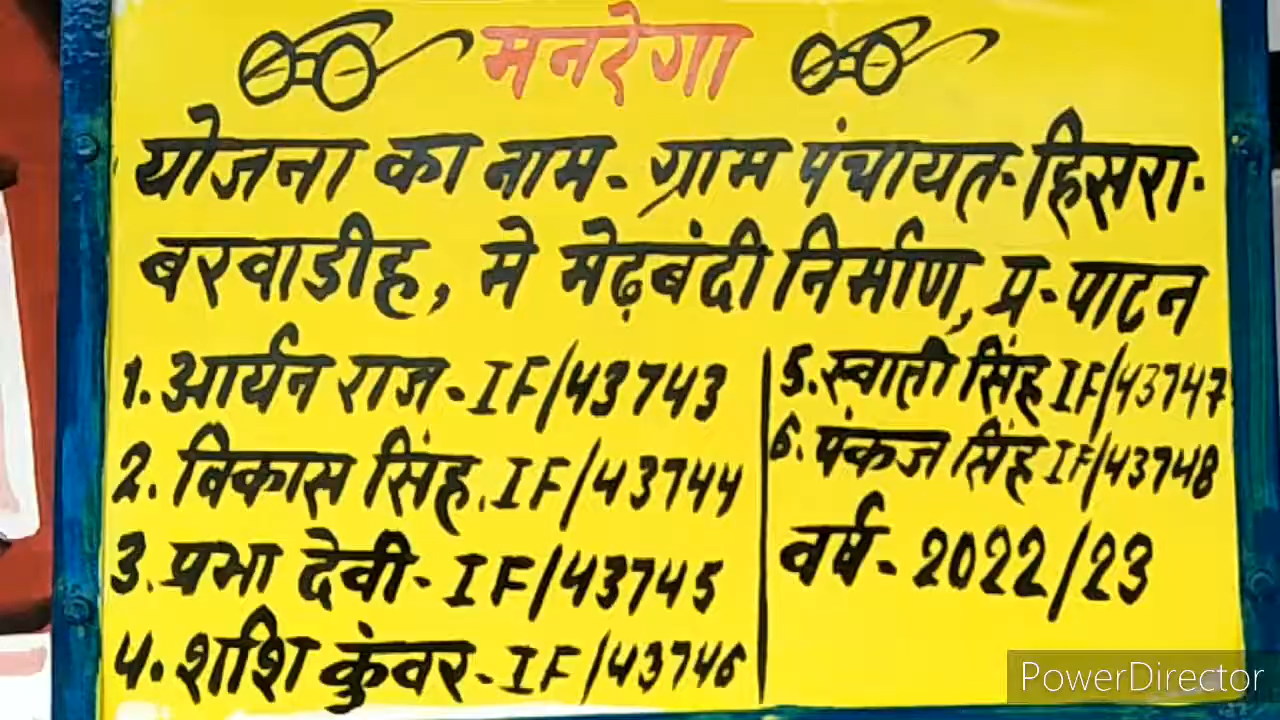 मनरेगा
योजना का नाम- ग्राम पंचायत-हिसरा-
बरवाडीह, मे मेढ़बंदी निर्माण, प्र-पाटन
1. आर्यन राज-IF/43743
2. विकास सिंह.IF/43744
3. प्रभा देवी-IF/43745
4. शशि कुंवर-IF/43746
5. स्वाती सिंह IF/43747
6. पंकज सिंह IF/43748
वर्ष-2022/23
PowerDirector